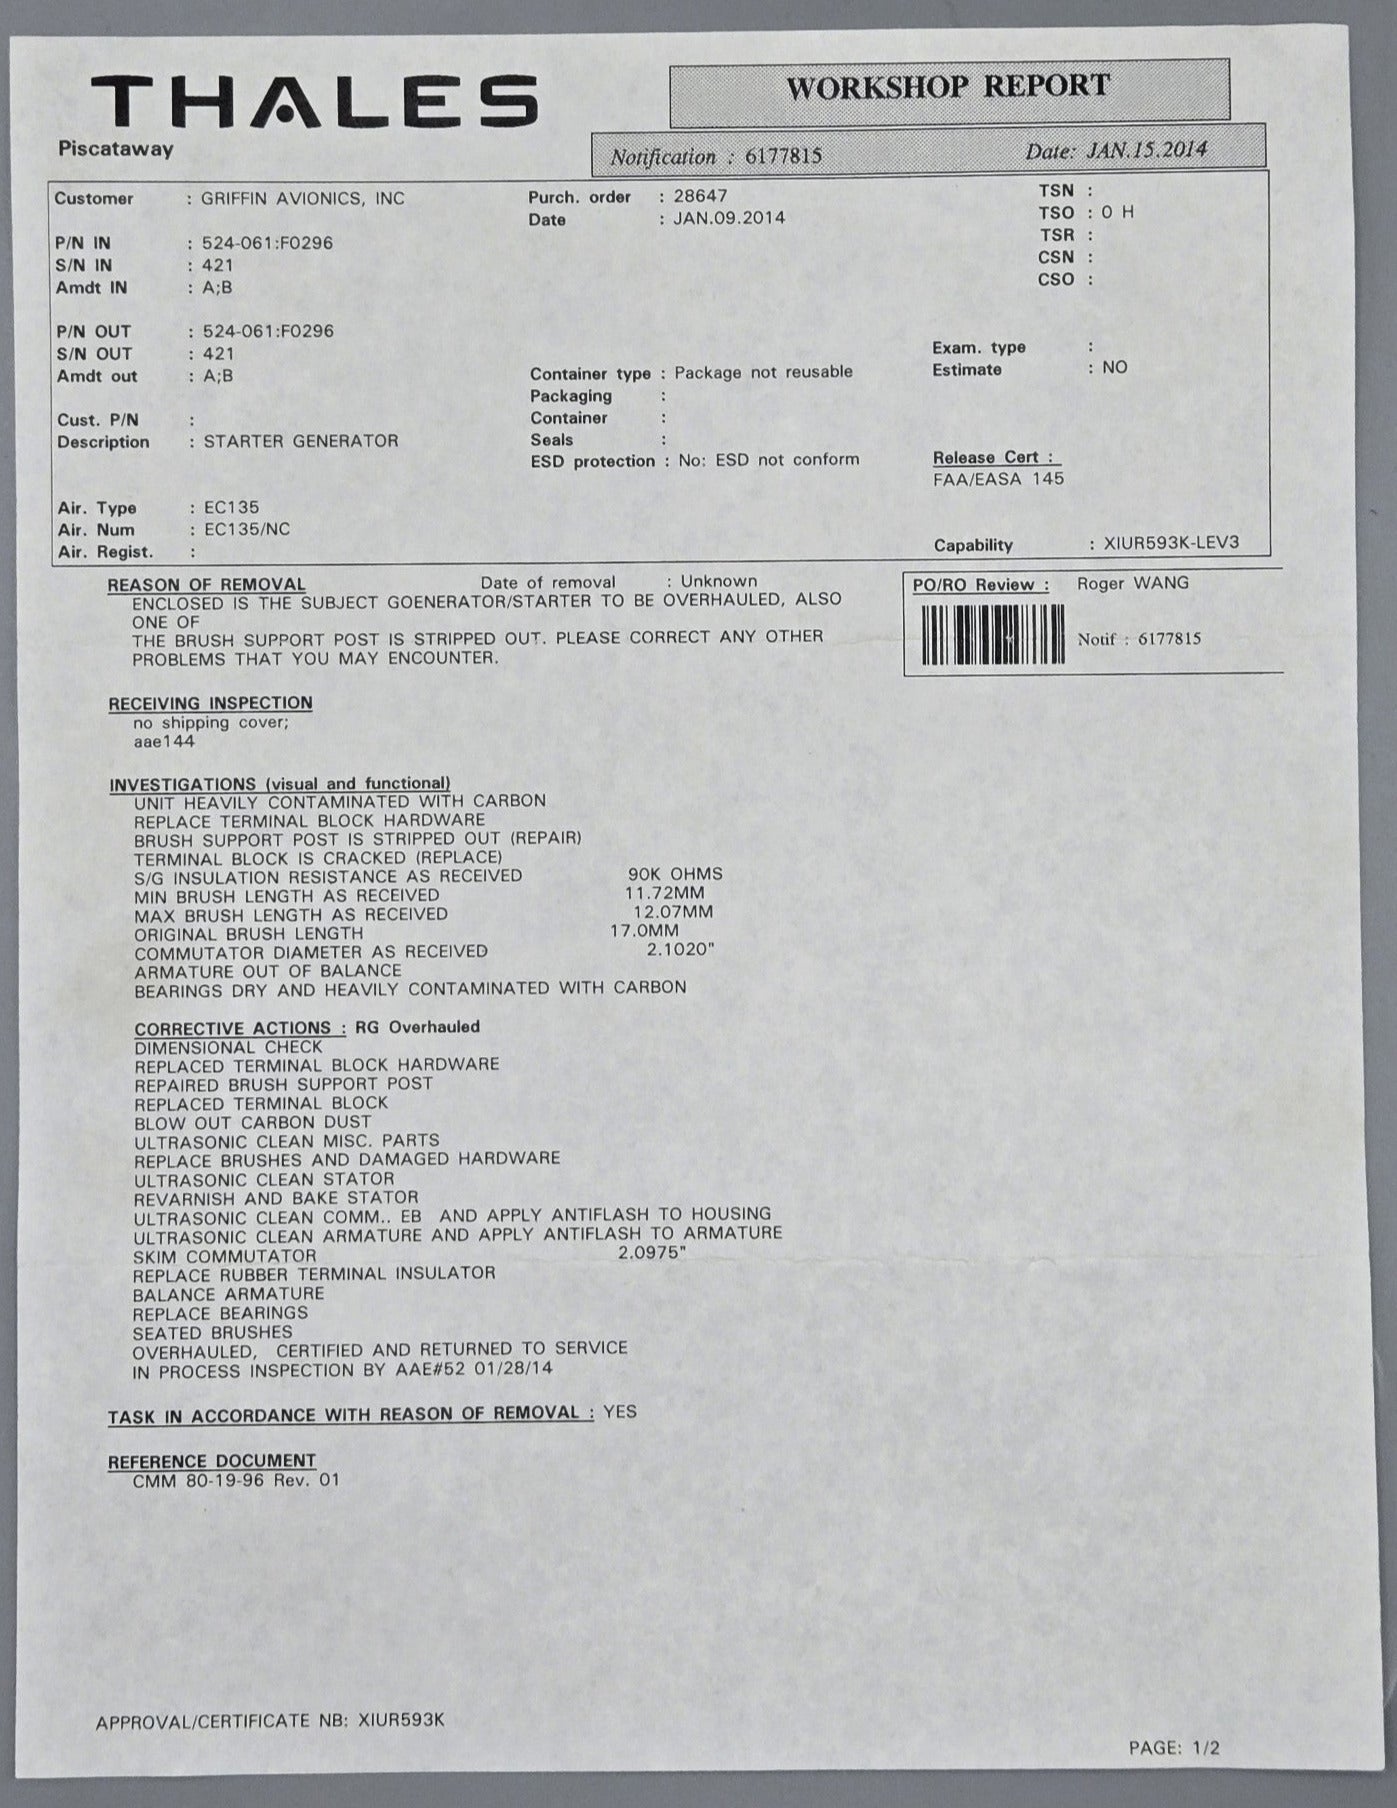 THALES
WORKSHOP REPORT
Piscataway
Notification : 6177815 Date: JAN.15.2014
Customer : GRIFFIN AVIONICS, INC
Purch. order : 28647
Date : JAN.09.2014
TSN :
TSO : 0 H
TSR :
CSN :
CSO :
P/N IN : 524-061:F0296
S/N IN : 421
Amdt IN : A;B
P/N OUT : 524-061:F0296
S/N OUT : 421
Amdt out : A;B
Container type : Package not reusable
Packaging :
Container :
Seals :
ESD protection : No: ESD not conform
Exam. type :
Estimate : NO
Cust. P/N :
Description : STARTER GENERATOR
Release Cert :
FAA/EASA 145
Air. Type : EC135
Air. Num : EC135/NC
Air. Regist. :
Capability : XIUR593K-LEV3
REASON OF REMOVAL Date of removal : Unknown
ENCLOSED IS THE SUBJECT GOENERATOR/STARTER TO BE OVERHAULED, ALSO
ONE OF
THE BRUSH SUPPORT POST IS STRIPPED OUT. PLEASE CORRECT ANY OTHER
PROBLEMS THAT YOU MAY ENCOUNTER.
PO/RO Review : Roger WANG
Notif : 6177815
RECEIVING INSPECTION
no shipping cover;
aae144
INVESTIGATIONS (visual and functional)
UNIT HEAVILY CONTAMINATED WITH CARBON
REPLACE TERMINAL BLOCK HARDWARE
BRUSH SUPPORT POST IS STRIPPED OUT (REPAIR)
TERMINAL BLOCK IS CRACKED (REPLACE)
S/G INSULATION RESISTANCE AS RECEIVED 90K OHMS
MIN BRUSH LENGTH AS RECEIVED 11.72MM
MAX BRUSH LENGTH AS RECEIVED 12.07MM
ORIGINAL BRUSH LENGTH 17.0MM
COMMUTATOR DIAMETER AS RECEIVED 2.1020"
ARMATURE OUT OF BALANCE
BEARINGS DRY AND HEAVILY CONTAMINATED WITH CARBON
CORRECTIVE ACTIONS : RG Overhauled
DIMENSIONAL CHECK
REPLACED TERMINAL BLOCK HARDWARE
REPAIRED BRUSH SUPPORT POST
REPLACED TERMINAL BLOCK
BLOW OUT CARBON DUST
ULTRASONIC CLEAN MISC. PARTS
REPLACE BRUSHES AND DAMAGED HARDWARE
ULTRASONIC CLEAN STATOR
REVARNISH AND BAKE STATOR
ULTRASONIC CLEAN COMM.. EB AND APPLY ANTIFLASH TO HOUSING
ULTRASONIC CLEAN ARMATURE AND APPLY ANTIFLASH TO ARMATURE
SKIM COMMUTATOR 2.0975"
REPLACE RUBBER TERMINAL INSULATOR
BALANCE ARMATURE
REPLACE BEARINGS
SEATED BRUSHES
OVERHAULED, CERTIFIED AND RETURNED TO SERVICE
IN PROCESS INSPECTION BY AAE#52 01/28/14
TASK IN ACCORDANCE WITH REASON OF REMOVAL : YES
REFERENCE DOCUMENT
CMM 80-19-96 Rev. 01
APPROVAL/CERTIFICATE NB: XIUR593K
PAGE: 1/2